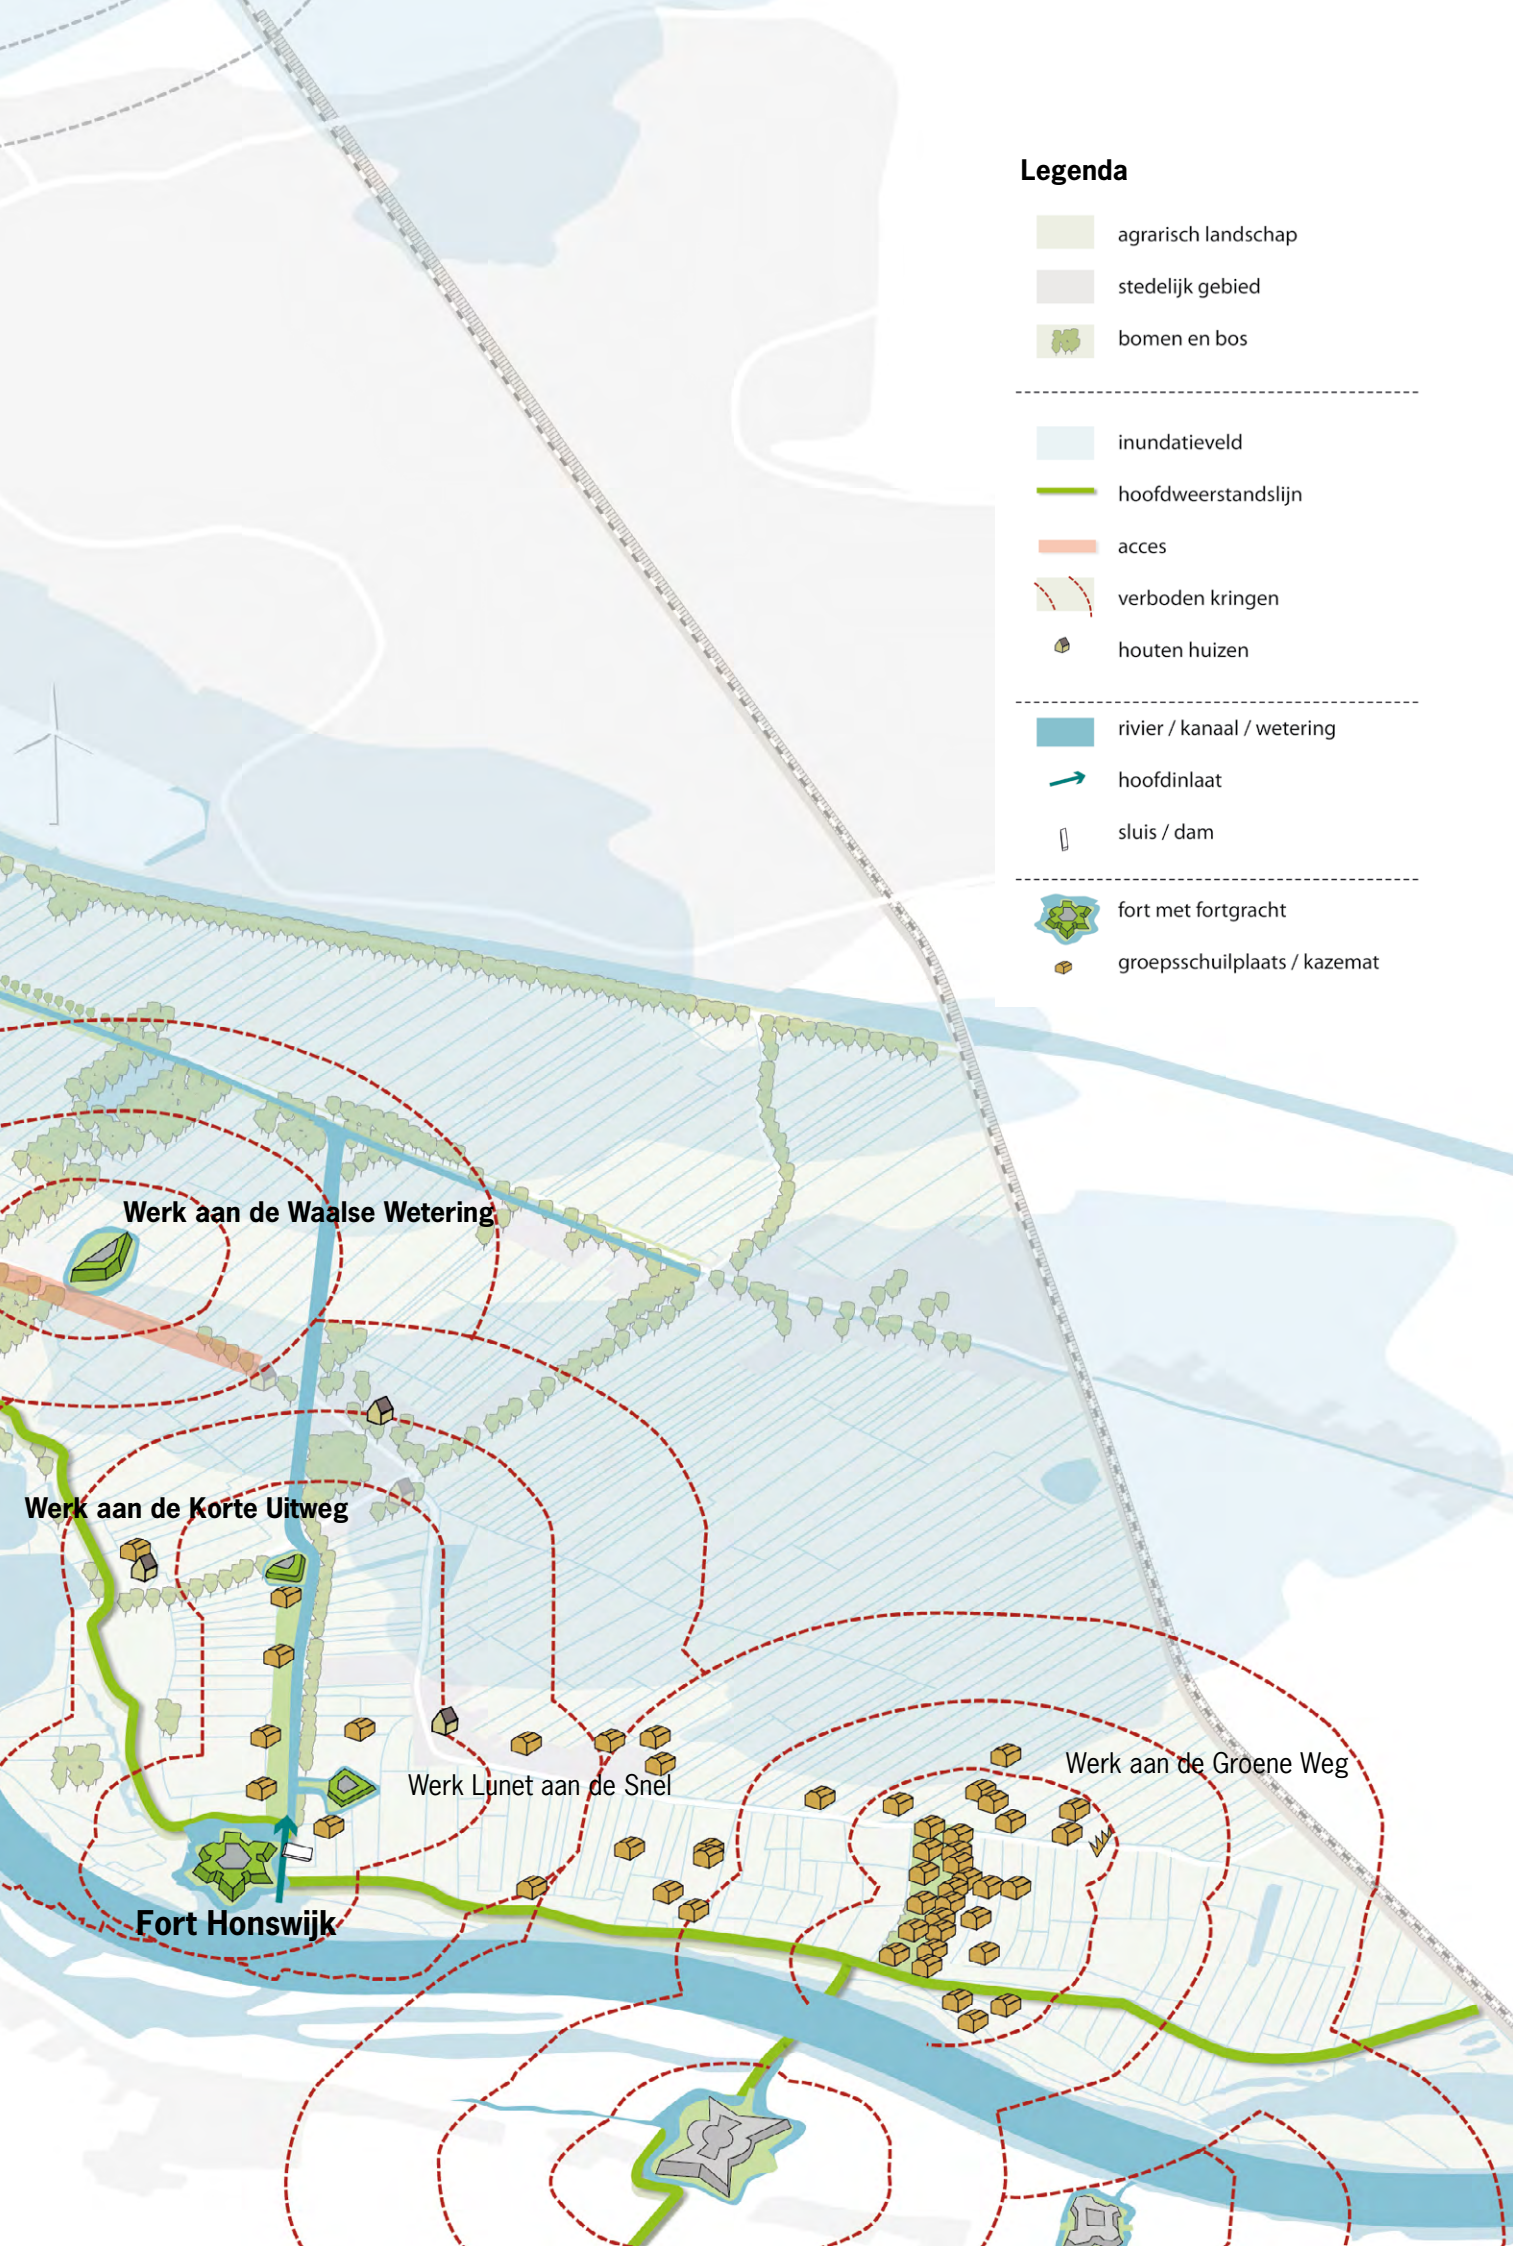 Legenda
agrarisch landschap
stedelijk gebied
bomen en bos
inundatieveld
hoofdweerstandslijn
acces
verboden kringen
houten huizen
rivier / kanaal / wetering
hoofdinlaat
sluis / dam
fort met fortgracht
groepsschuilplaats / kazemat
Werk aan de Waalse Wetering
Werk aan de Korte Uitweg
Werk aan de Groene Weg
Werk Lunet aan de Snel
Fort Honswijk